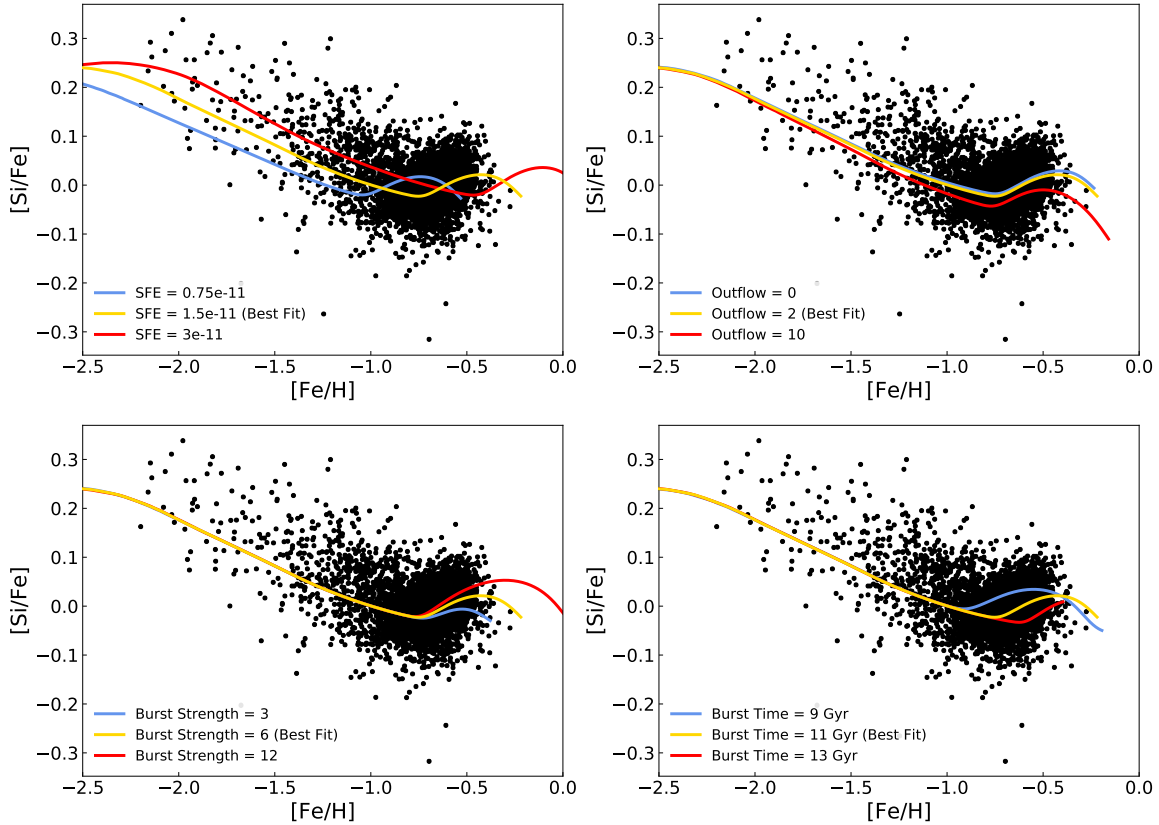 0.3
0.2
0.1
0.0
−0.1
−0.2
−0.3
[Si/Fe]
SFE = 0.75e-11
SFE = 1.5e-11 (Best Fit)
SFE = 3e-11
−2.5 −2.0 −1.5 −1.0 −0.5 0.0
[Fe/H]
0.3
0.2
0.1
0.0
−0.1
−0.2
−0.3
[Si/Fe]
Outflow = 0
Outflow = 2 (Best Fit)
Outflow = 10
−2.5 −2.0 −1.5 −1.0 −0.5 0.0
[Fe/H]
0.3
0.2
0.1
0.0
−0.1
−0.2
−0.3
[Si/Fe]
Burst Strength = 3
Burst Strength = 6 (Best Fit)
Burst Strength = 12
−2.5 −2.0 −1.5 −1.0 −0.5 0.0
[Fe/H]
0.3
0.2
0.1
0.0
−0.1
−0.2
−0.3
[Si/Fe]
Burst Time = 9 Gyr
Burst Time = 11 Gyr (Best Fit)
Burst Time = 13 Gyr
−2.5 −2.0 −1.5 −1.0 −0.5 0.0
[Fe/H]